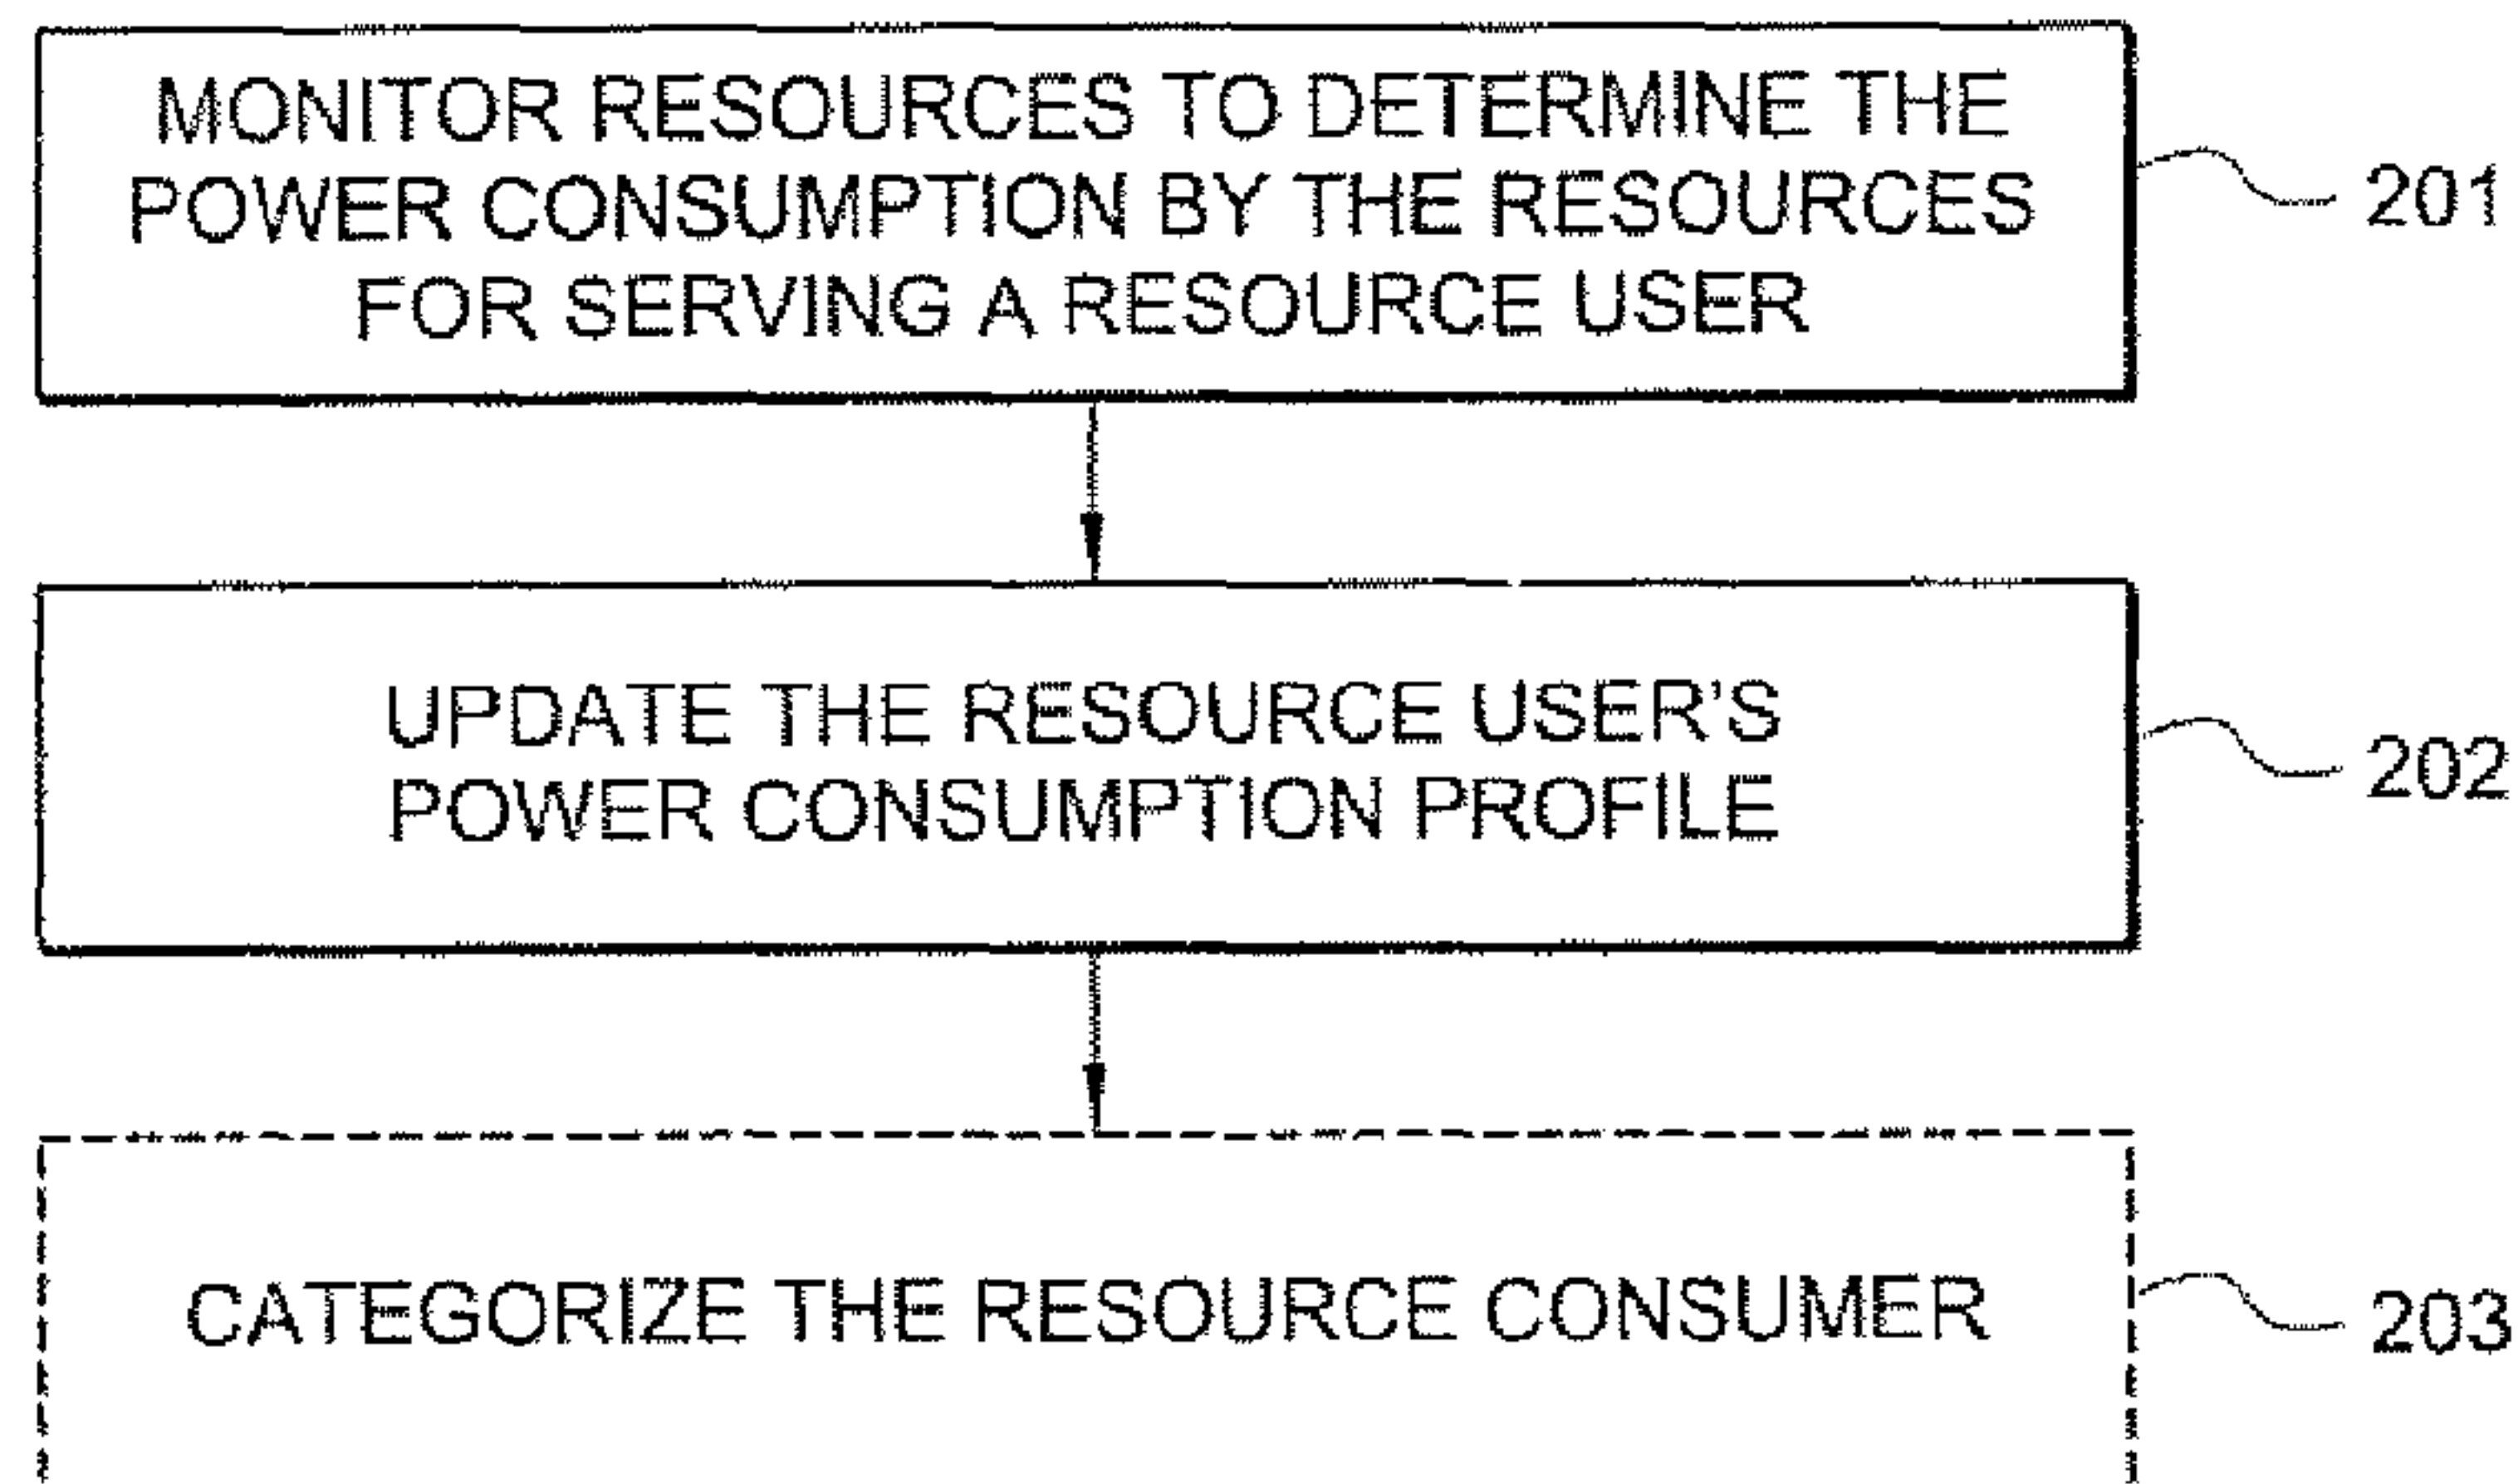 MONITOR RESOURCES TO DETERMINE THE
POWER CONSUMPTION BY THE RESOURCES
FOR SERVING A RESOURCE USER
201
UPDATE THE RESOURCE USER'S
POWER CONSUMPTION PROFILE
202
CATEGORIZE THE RESOURCE CONSUMER
203